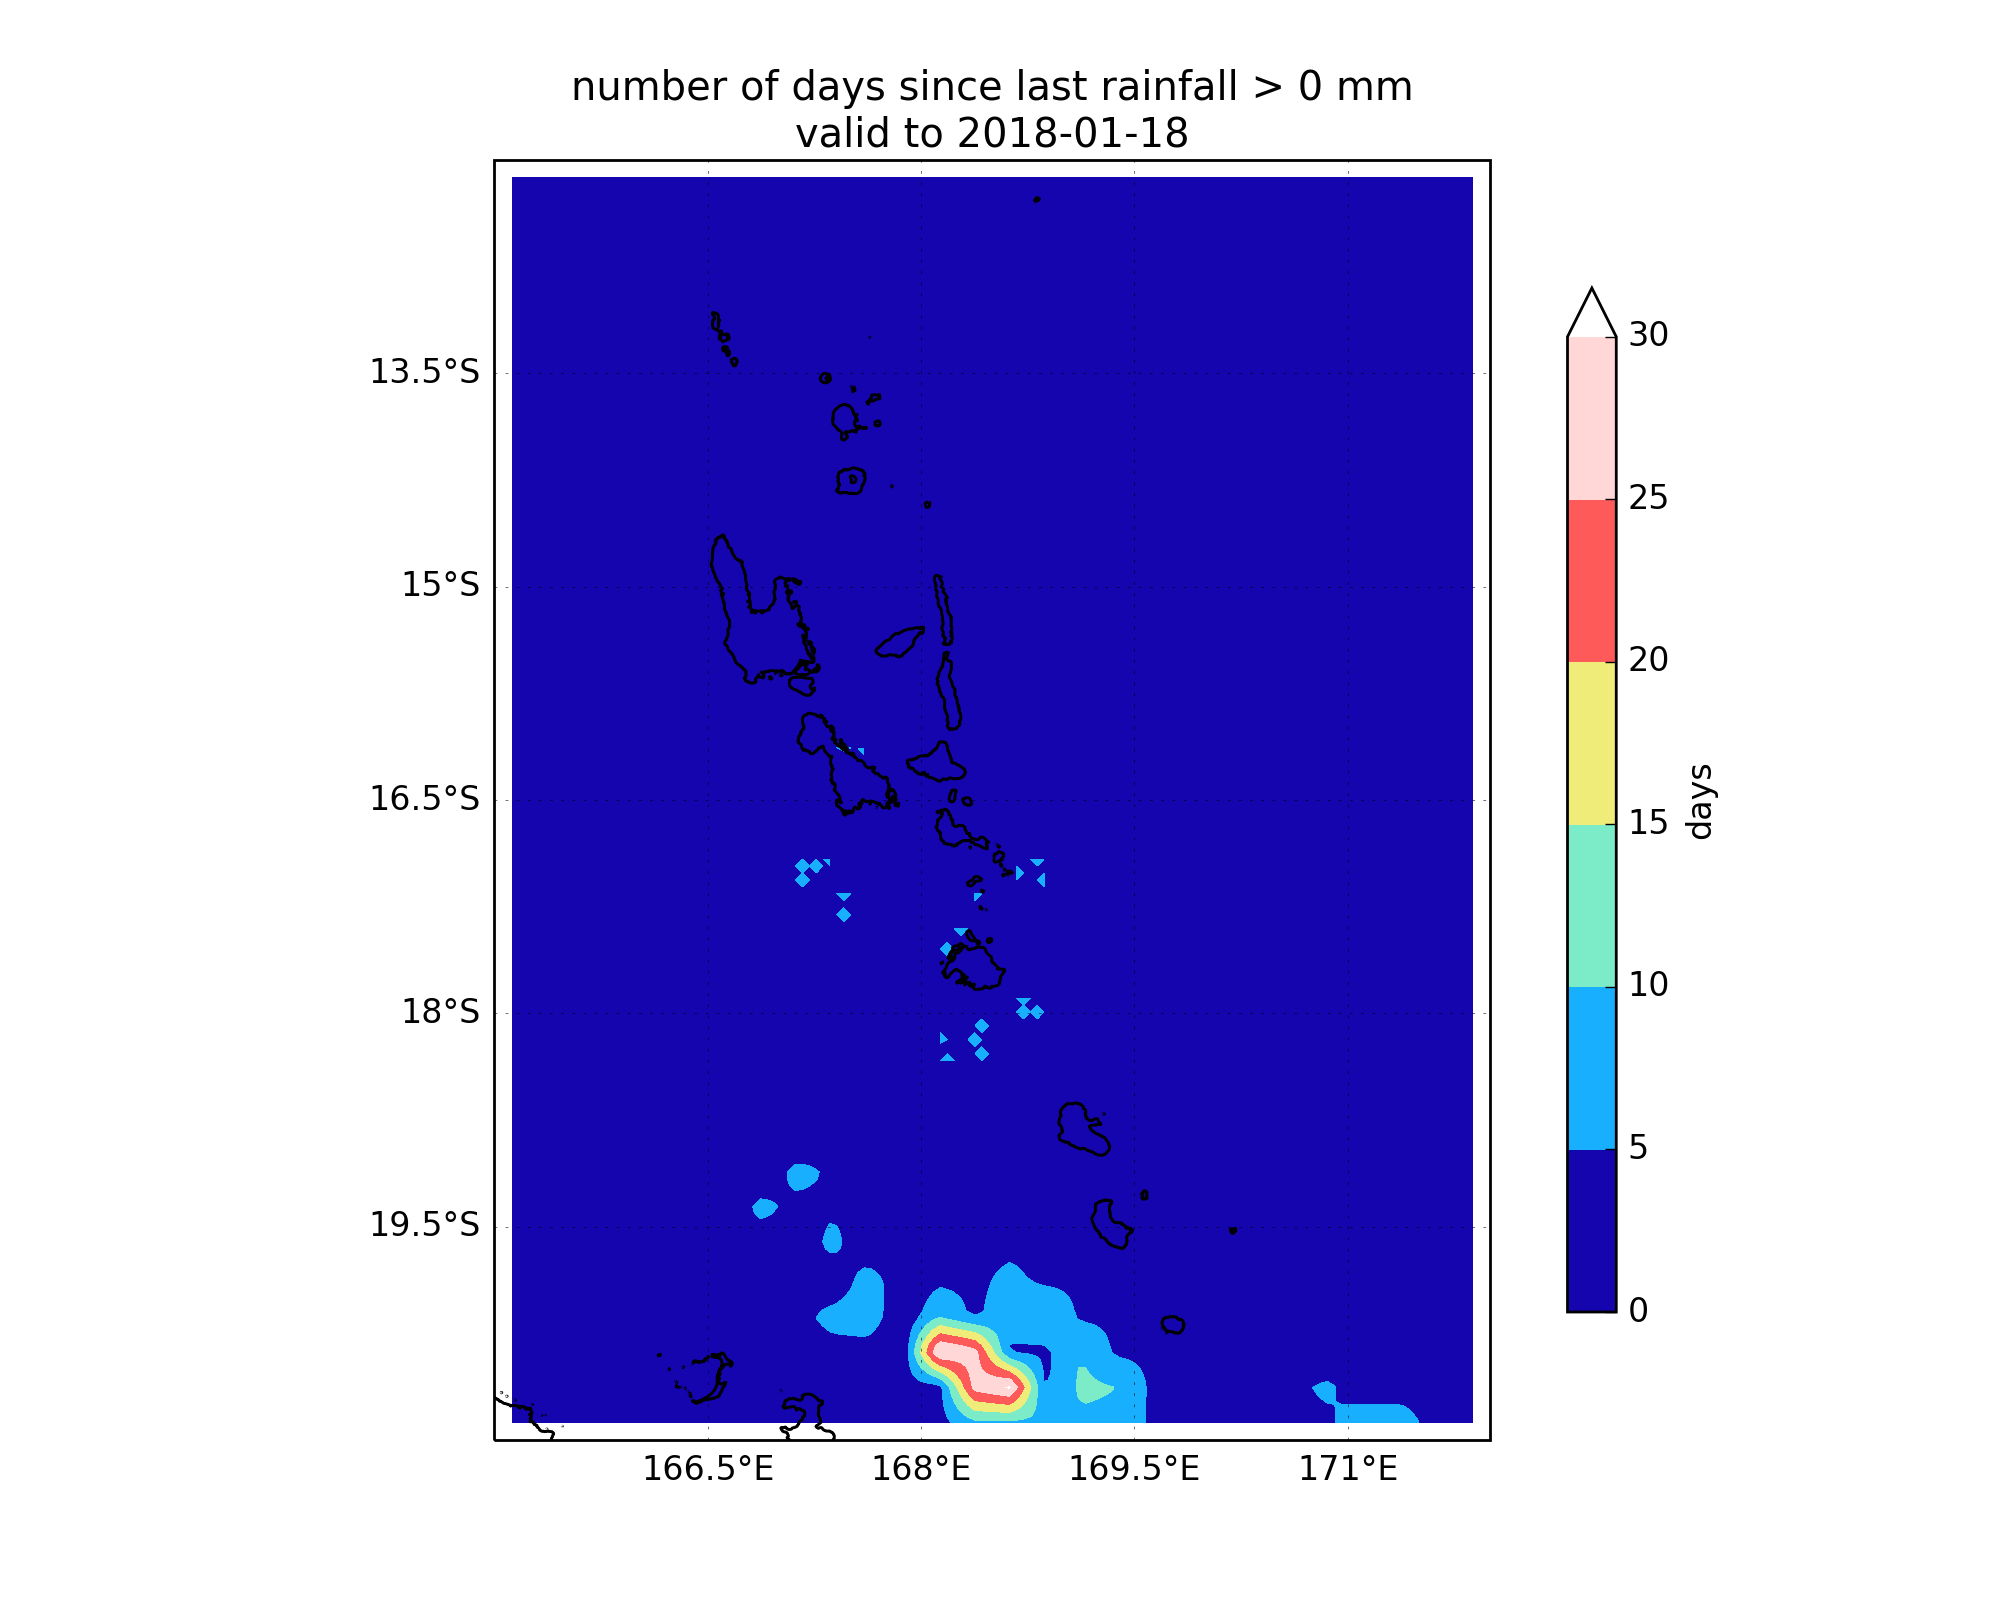 number of days since last rainfall > 0 mm
valid to 2018-01-18
13.5°S
15°S
16.5°S
18°S
19.5°S
166.5°E
168°E
169.5°E
171°E
30
25
20
15
10
5
0
days